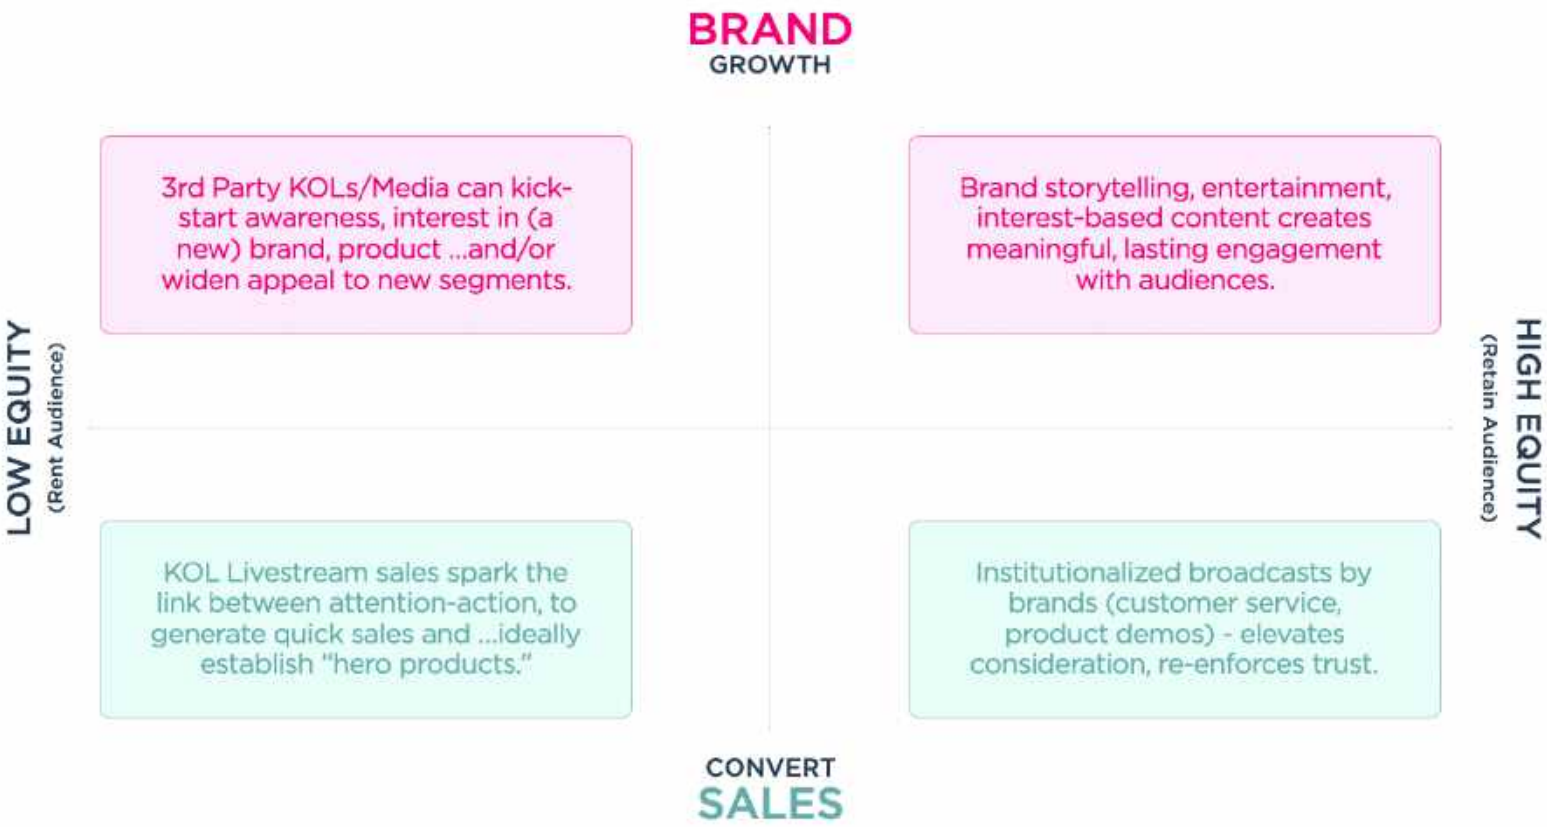 BRAND
GROWTH
3rd Party KOLs/Media can kick-
start awareness, interest in (a
new) brand, product ...and/or
widen appeal to new segments.
Brand storytelling, entertainment,
interest-based content creates
meaningful, lasting engagement
with audiences.
LOW EQUITY
(Rent Audience)
HIGH EQUITY
(Retain Audience)
KOL Livestream sales spark the
link between attention-action, to
generate quick sales and ...ideally
establish "hero products."
Institutionalized broadcasts by
brands (customer service,
product demos) - elevates
consideration, re-enforces trust.
CONVERT
SALES